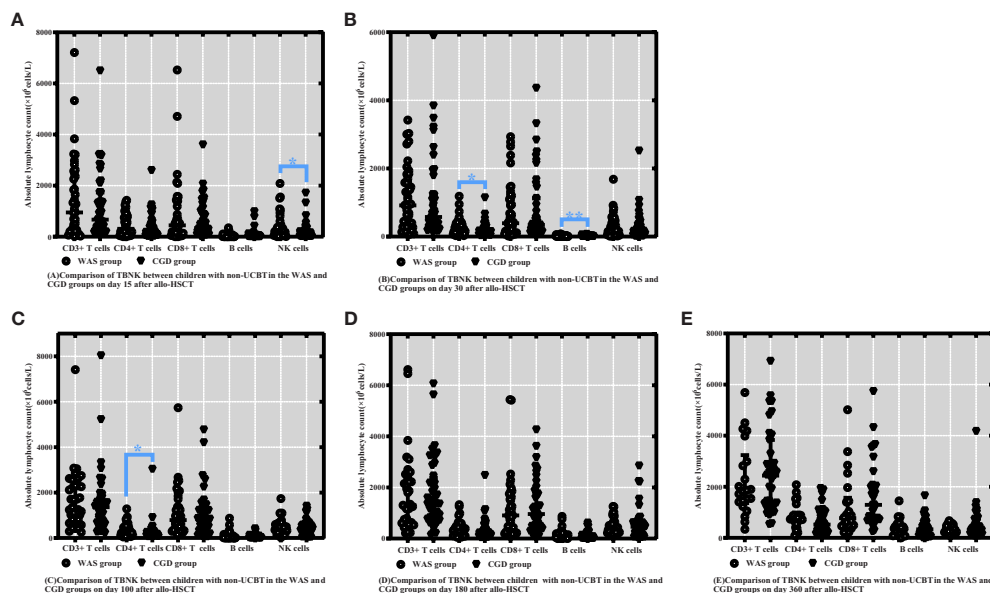 A
8000
6000
4000
2000
0
Absolute lymphocyte count(×10⁶ cells/L)
*
CD3+ T cells CD4+ T cells CD8+ T cells B cells NK cells
WAS group CGD group
(A)Comparison of TBNK between children with non-UCBT in the WAS and
CGD groups on day 15 after allo-HSCT
B
6000
4000
2000
0
Absolute lymphocyte count(×10⁶ cells/L)
*
**
CD3+ T cells CD4+ T cells CD8+ T cells B cells NK cells
WAS group CGD group
(B)Comparison of TBNK between children with non-UCBT in the WAS and
CGD groups on day 30 after allo-HSCT
C
8000
6000
4000
2000
0
Absolute lymphocyte count(×10⁶ cells/L)
*
CD3+ T cells CD4+ T cells CD8+ T cells B cells NK cells
WAS group CGD group
(C)Comparison of TBNK between children with non-UCBT in the WAS and
CGD groups on day 100 after allo-HSCT
D
8000
6000
4000
2000
0
Absolute lymphocyte count(×10⁶ cells/L)
CD3+ T cells CD4+ T cells CD8+ T cells B cells NK cells
WAS group CGD group
(D)Comparison of TBNK between children with non-UCBT in the WAS and
CGD groups on day 180 after allo-HSCT
E
8000
6000
4000
2000
0
Absolute lymphocyte count(×10⁶ cells/L)
CD3+ T cells CD4+ T cells CD8+ T cells B cells NK cells
WAS group CGD group
(E)Comparison of TBNK between children with non-UCBT in the WAS and
CGD groups on day 360 after allo-HSCT